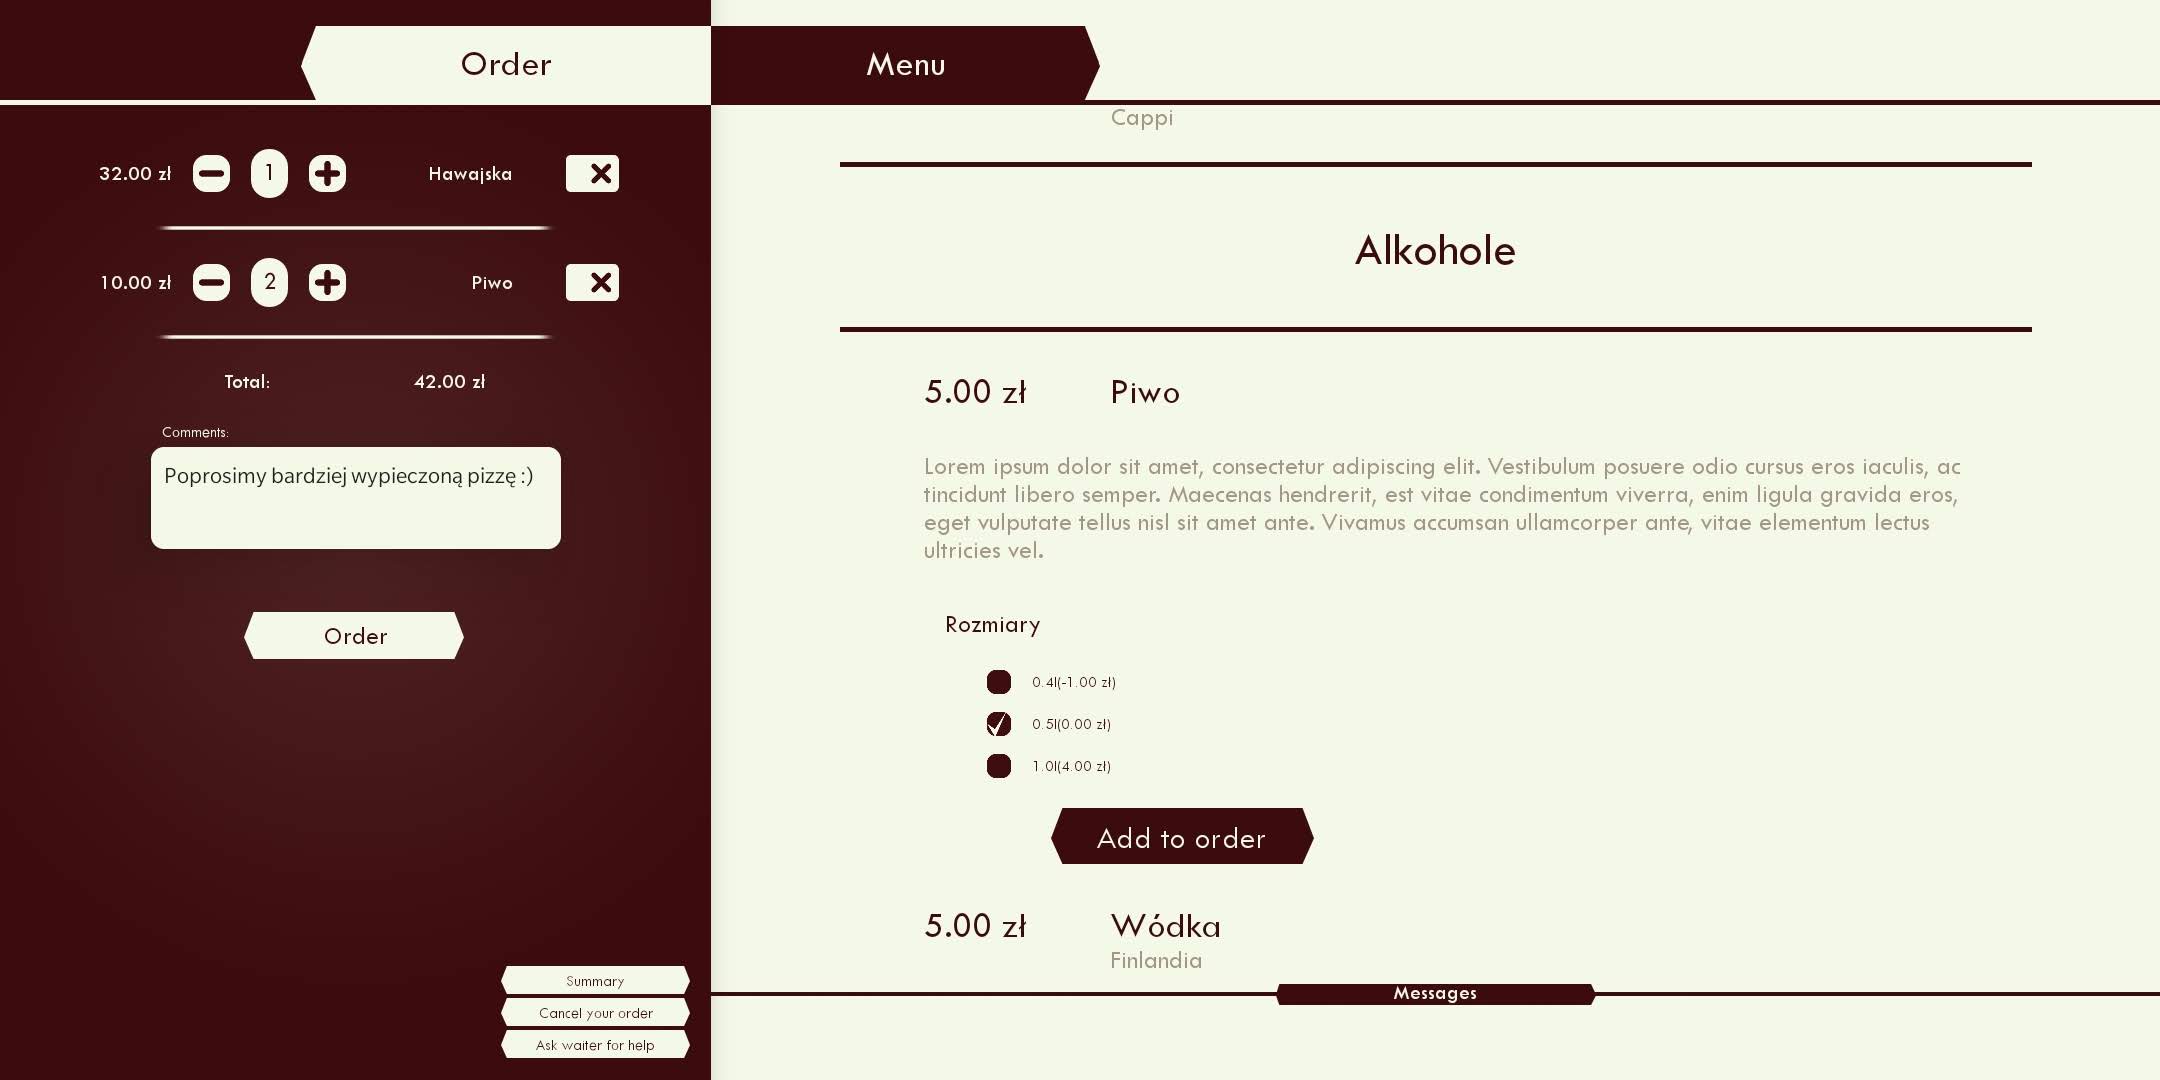 Order
32.00 zł 1 Hawajska
10.00 zł 2 Piwo
Total: 42.00 zł
Comments:
Poprosimy bardziej wypieczoną pizzę :)
Order
Summary
Cancel your order
Ask waiter for help
Menu
Cappi
Alkohole
5.00 zł Piwo
Lorem ipsum dolor sit amet, consectetur adipiscing elit. Vestibulum posuere odio cursus eros iaculis, ac
tincidunt libero semper. Maecenas hendrerit, est vitae condimentum viverra, enim ligula gravida eros,
eget vulputate tellus nisl sit amet ante. Vivamus accumsan ullamcorper ante, vitae elementum lectus
ultricies vel.
Rozmiary
0.4l(-1.00 zł)
0.5l(0.00 zł)
1.0l(4.00 zł)
Add to order
5.00 zł Wódka
Finlandia
Messages